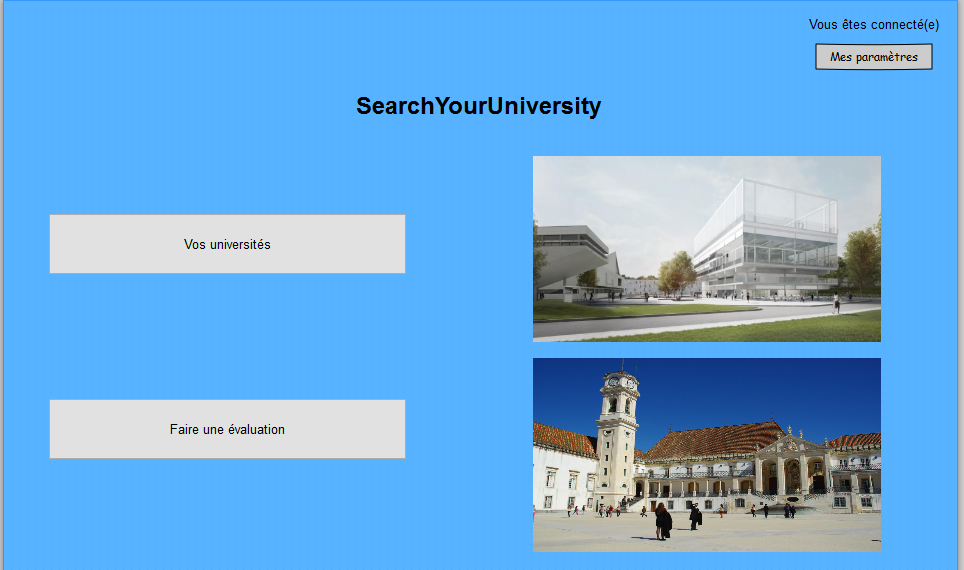 Vous êtes connecté(e)
Mes paramètres
SearchYourUniversity
Vos universités
Faire une évaluation